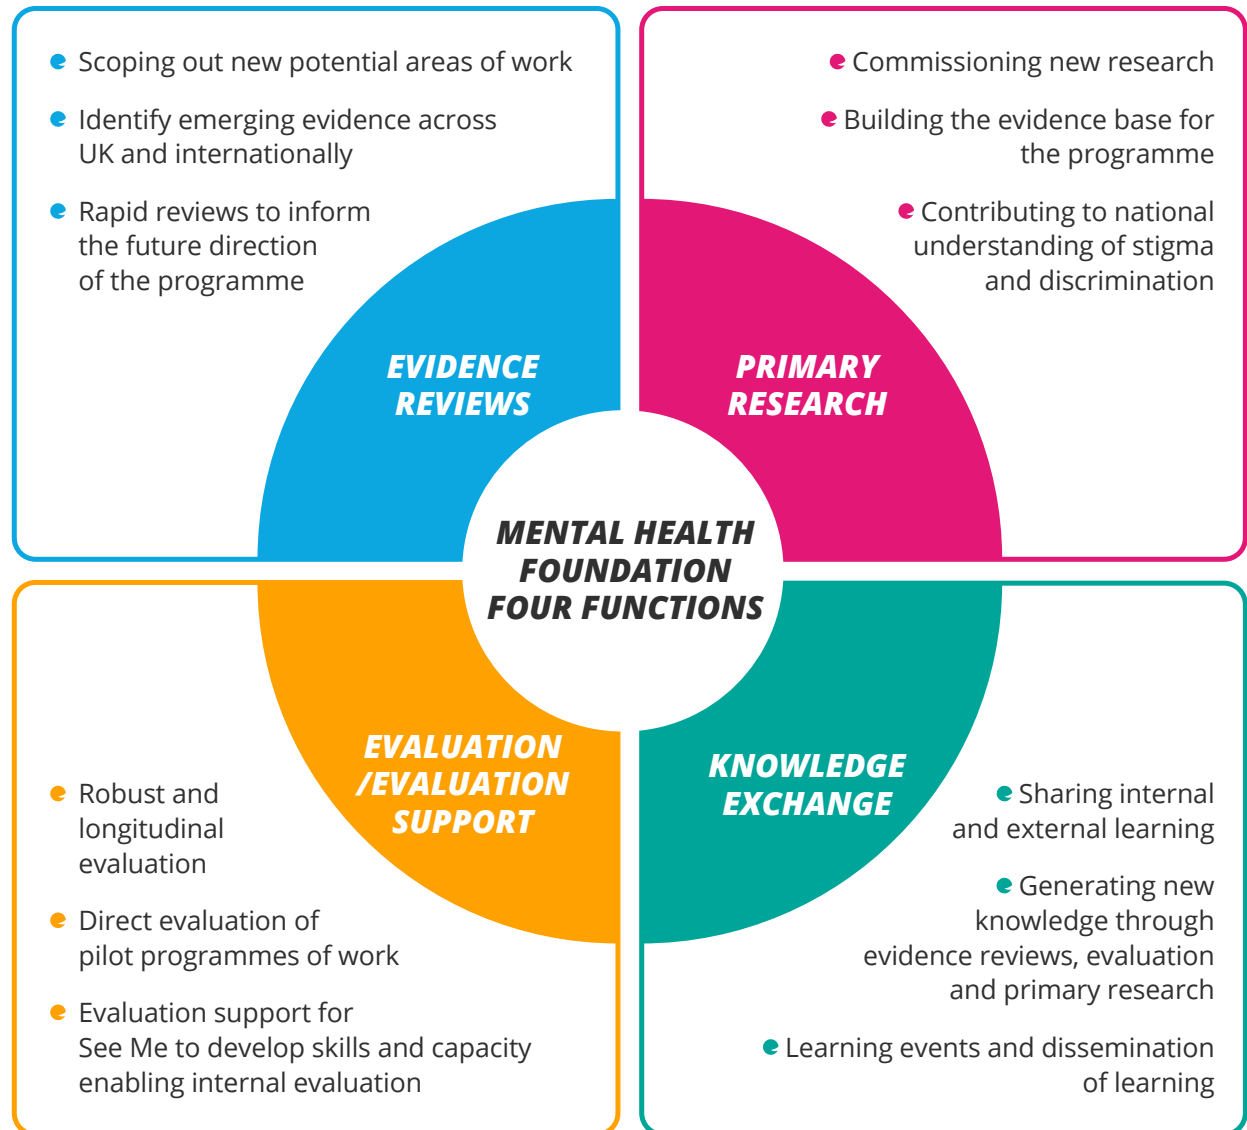 Scoping out new potential areas of work
Identify emerging evidence across
UK and internationally
Rapid reviews to inform
the future direction
of the programme
EVIDENCE
REVIEWS
Commissioning new research
Building the evidence base for
the programme
Contributing to national
understanding of stigma
and discrimination
PRIMARY
RESEARCH
MENTAL HEALTH
FOUNDATION
FOUR FUNCTIONS
EVALUATION
/EVALUATION
SUPPORT
Robust and
longitudinal
evaluation
Direct evaluation of
pilot programmes of work
Evaluation support for
See Me to develop skills and capacity
enabling internal evaluation
KNOWLEDGE
EXCHANGE
Sharing internal
and external learning
Generating new
knowledge through
evidence reviews, evaluation
and primary research
Learning events and dissemination
of learning